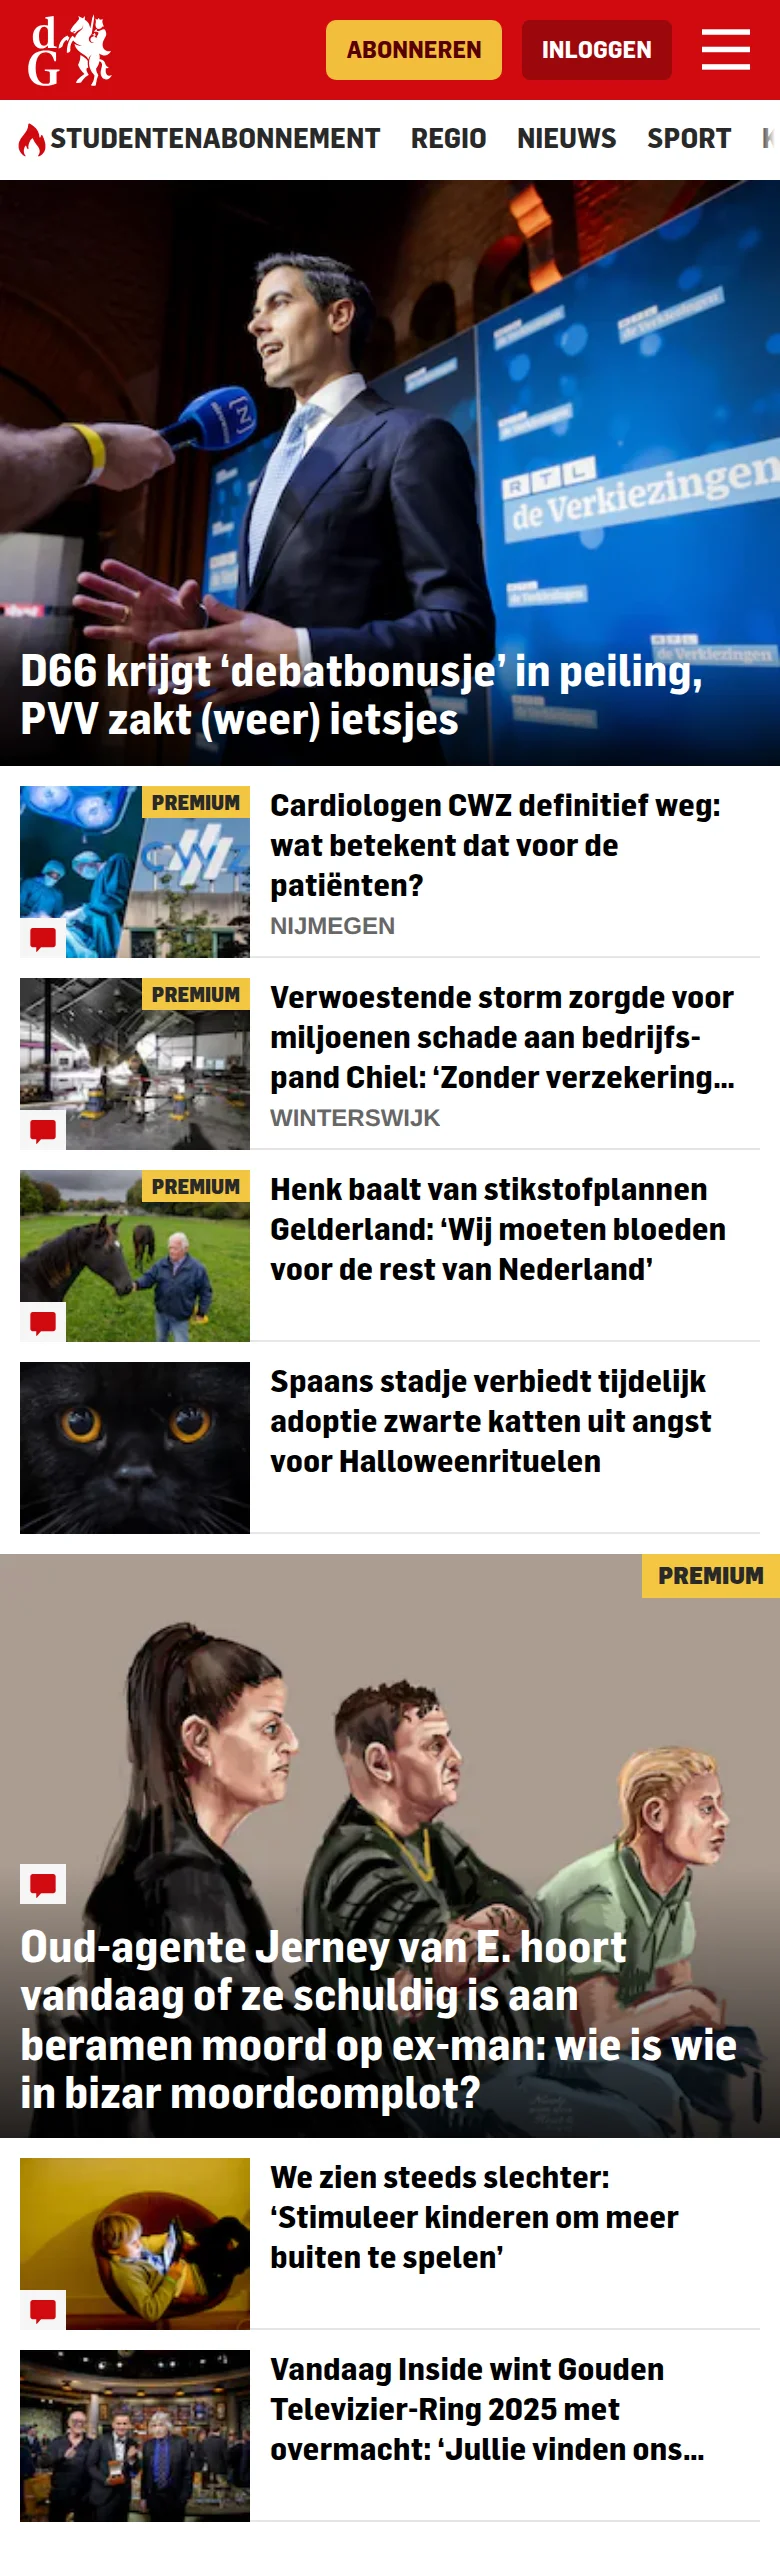 dG
ABONNEREN
INLOGGEN
STUDENTENABONNEMENT REGIO NIEUWS SPORT
RTL
de Verkiezingen
de Verkiezingen
D66 krijgt ‘debatbonusje’ in peiling,
PVV zakt (weer) ietsjes
PREMIUM
CWZ
Cardiologen CWZ definitief weg:
wat betekent dat voor de
patiënten?
NIJMEGEN
PREMIUM
Verwoestende storm zorgde voor
miljoenen schade aan bedrijfs-
pand Chiel: ‘Zonder verzekering...
WINTERSWIJK
PREMIUM
Henk baalt van stikstofplannen
Gelderland: ‘Wij moeten bloeden
voor de rest van Nederland’
Spaans stadje verbiedt tijdelijk
adoptie zwarte katten uit angst
voor Halloweenrituelen
PREMIUM
Oud-agente Jerney van E. hoort
vandaag of ze schuldig is aan
beramen moord op ex-man: wie is wie
in bizar moordcomplot?
We zien steeds slechter:
‘Stimuleer kinderen om meer
buiten te spelen’
Vandaag Inside wint Gouden
Televizier-Ring 2025 met
overmacht: ‘Jullie vinden ons...